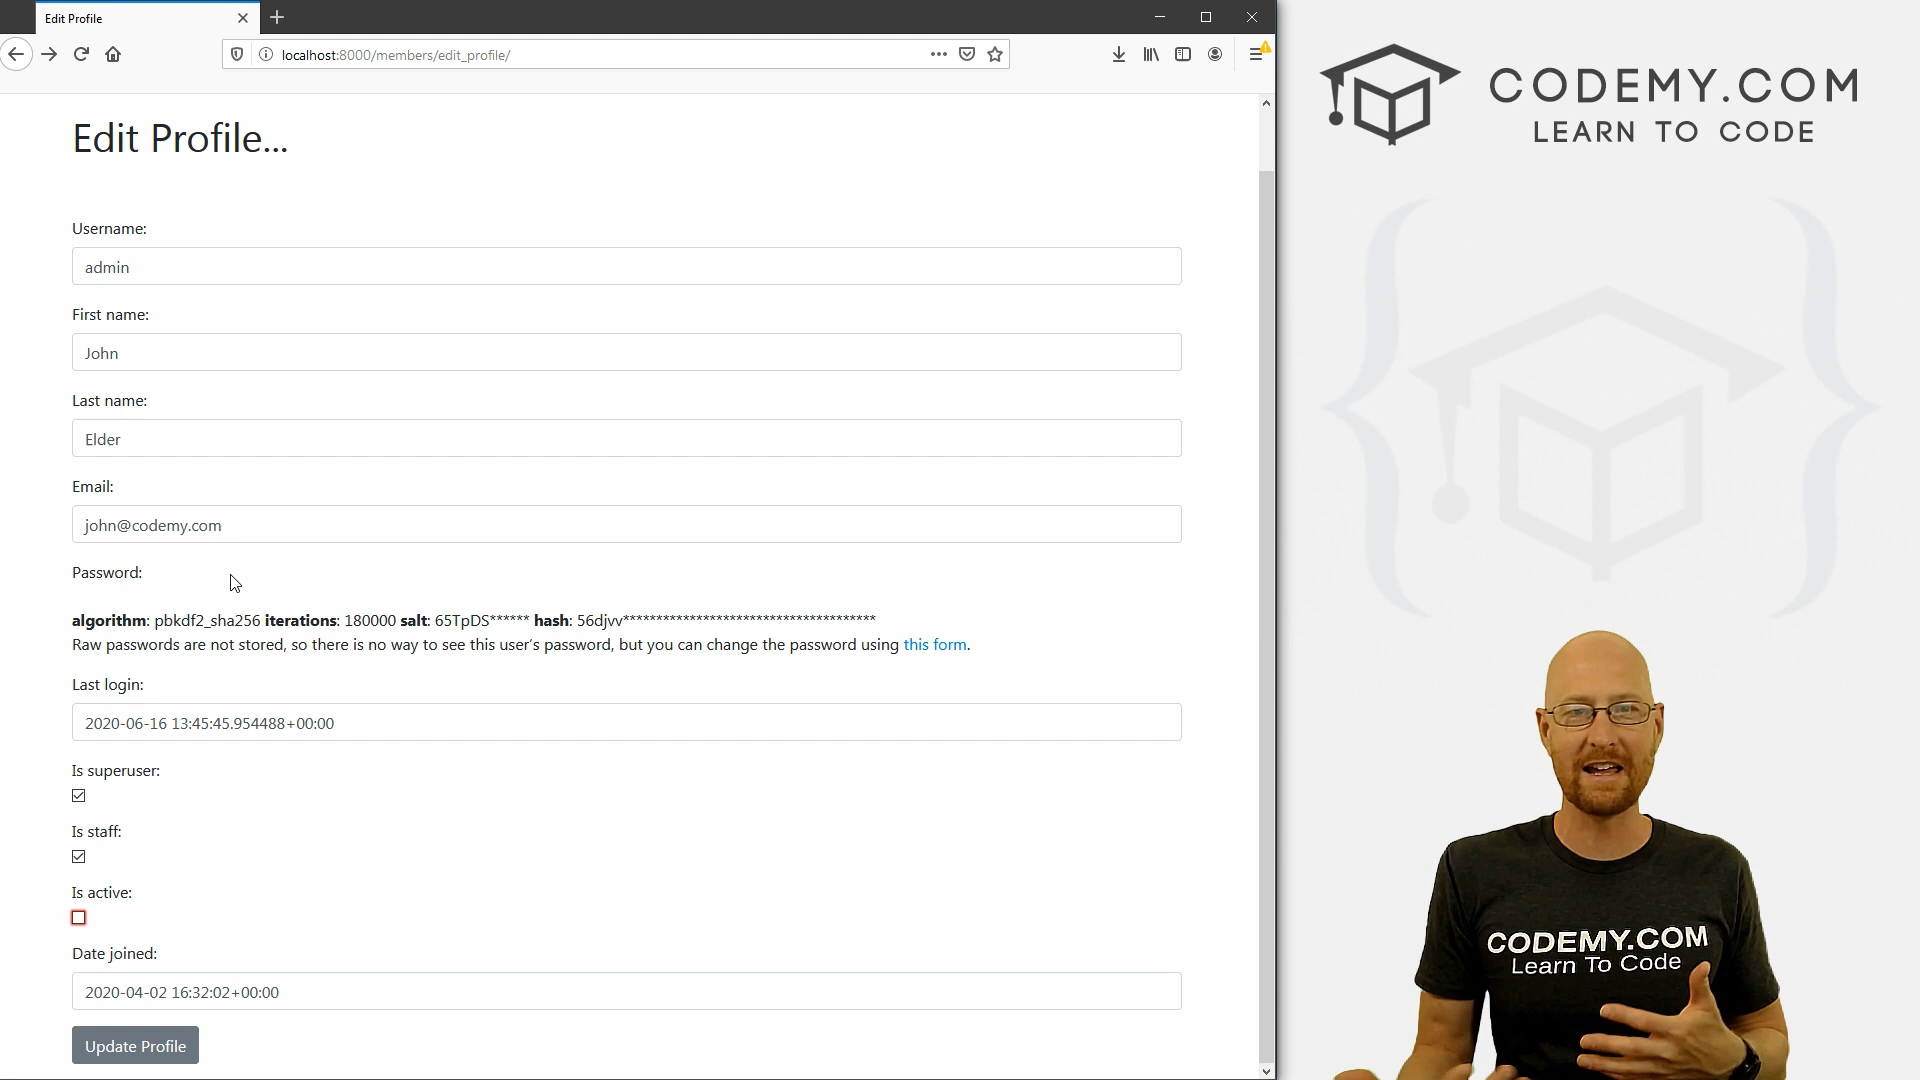 Edit Profile
localhost:8000/members/edit_profile/
Edit Profile...
Username:
admin
First name:
John
Last name:
Elder
Email:
john@codemy.com
Password:
algorithm: pbkdf2_sha256 iterations: 180000 salt: 65TpDS****** hash: 56djvv**************************************
Raw passwords are not stored, so there is no way to see this user's password, but you can change the password using this form.
Last login:
2020-06-16 13:45:45.954488+00:00
Is superuser:
Is staff:
Is active:
Date joined:
2020-04-02 16:32:02+00:00
Update Profile
CODEMY.COM
LEARN TO CODE
CODEMY.COM
Learn To Code